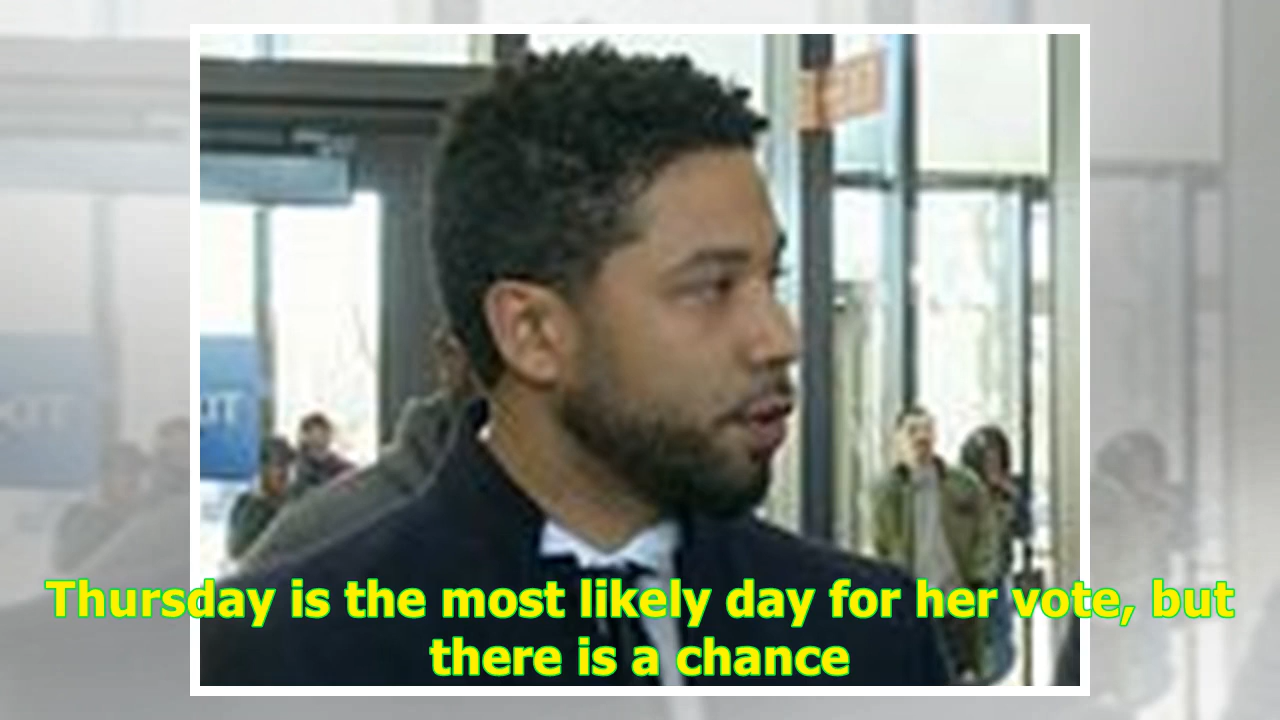 Thursday is the most likely day for her vote, but
there is a chance